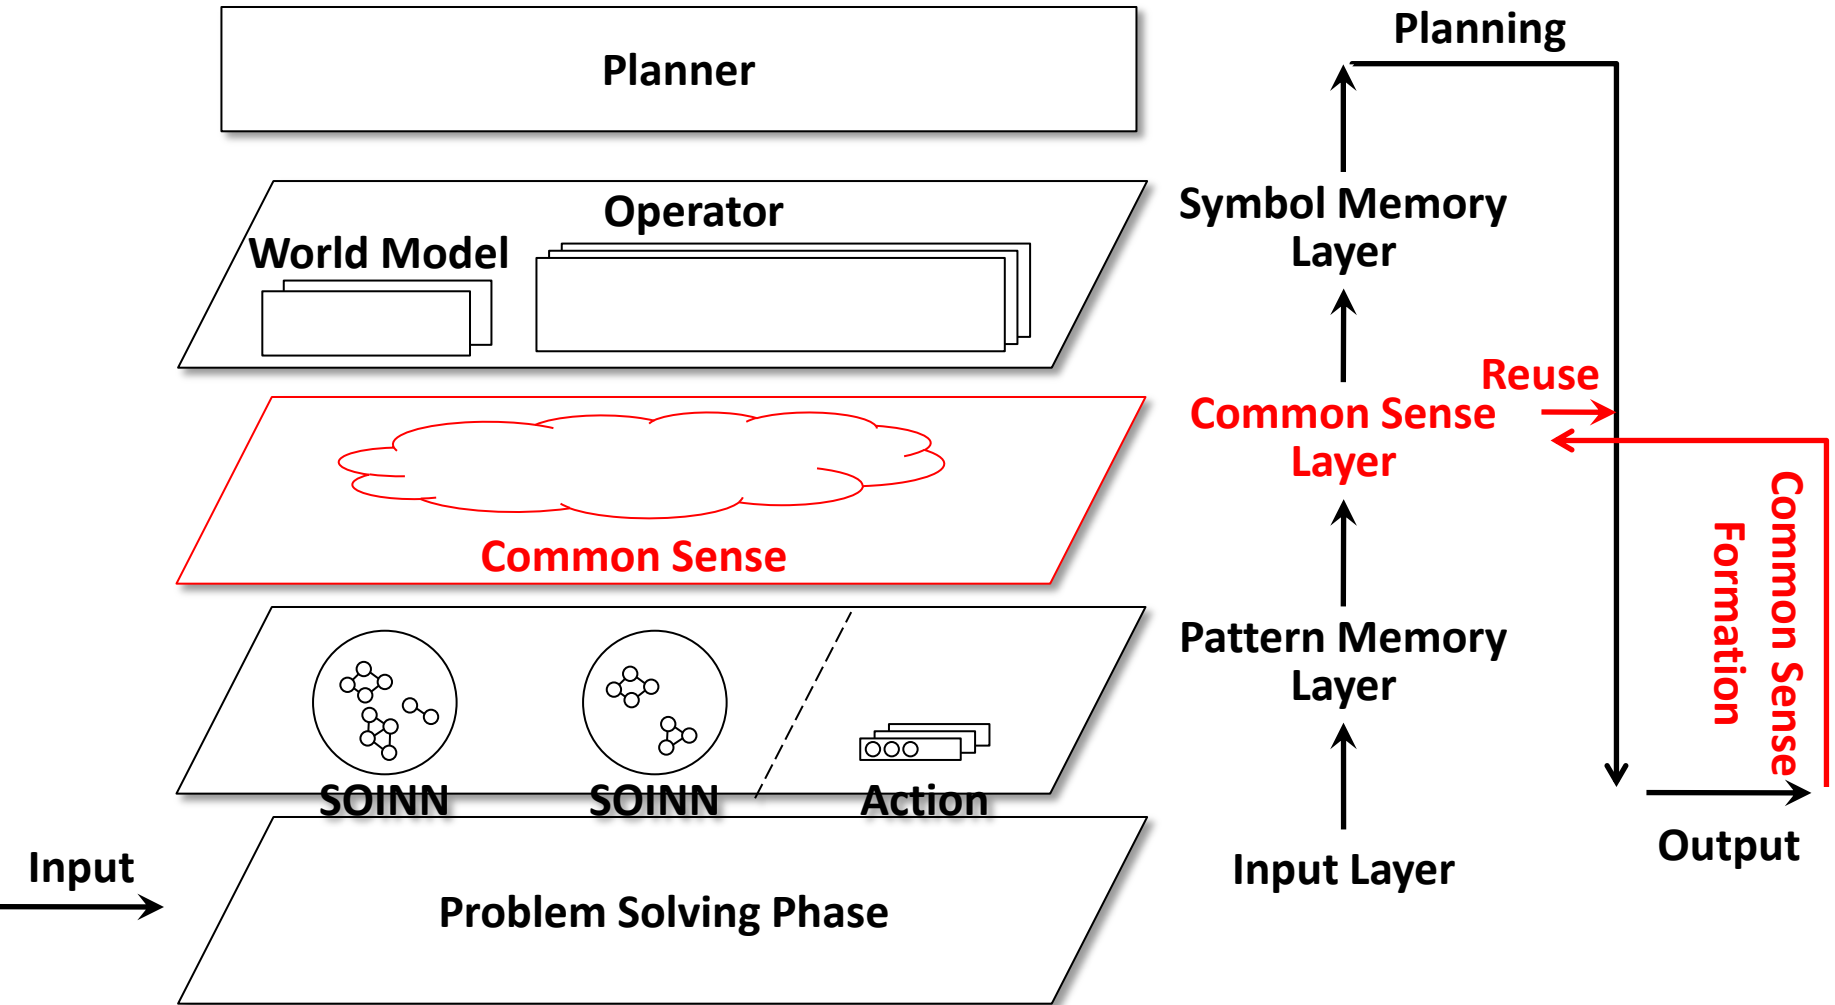 Planning
Planner
Operator
World Model
Symbol Memory
Layer
Reuse
Common Sense
Layer
Common Sense
Common Sense
Formation
Pattern Memory
Layer
SOINN
SOINN
Action
Input
Input Layer
Output
Problem Solving Phase